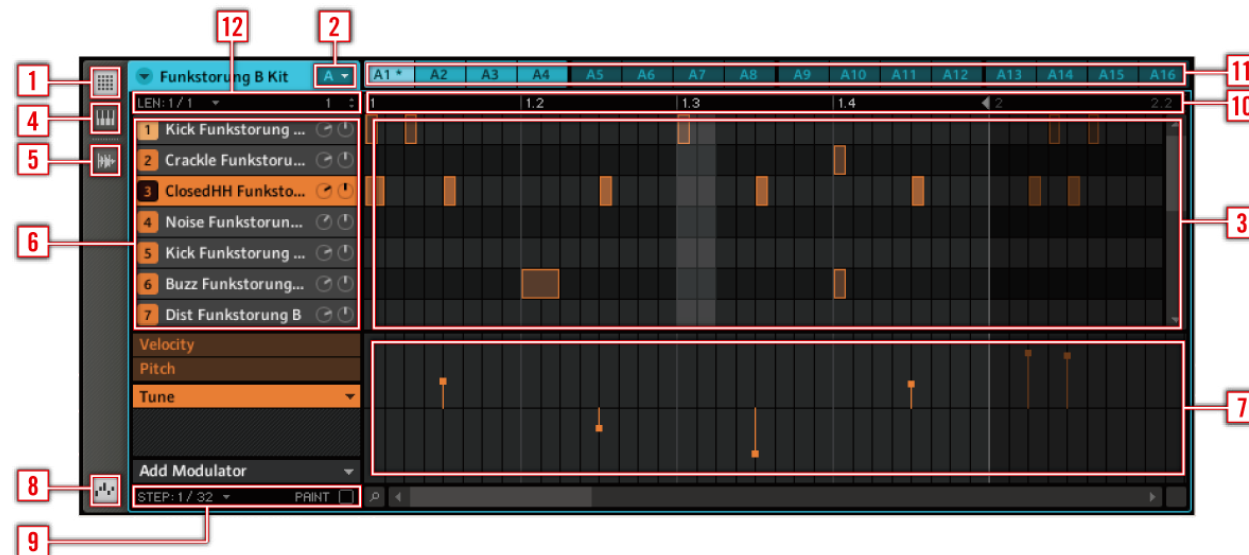 12 2
1 Funkstorung B Kit A A1 * A2 A3 A4 A5 A6 A7 A8 A9 A10 A11 A12 A13 A14 A15 A16 11
LEN: 1 / 1 1 1 1.2 1.3 1.4 2 2.2 10
4
1 Kick Funkstorung ...
5 2 Crackle Funkstoru...
3 ClosedHH Funksto...
4 Noise Funkstorun... 3
6 5 Kick Funkstorung ...
6 Buzz Funkstorung...
7 Dist Funkstorung B
Velocity
Pitch
Tune 7
Add Modulator
8 STEP: 1 / 32 PAINT
9